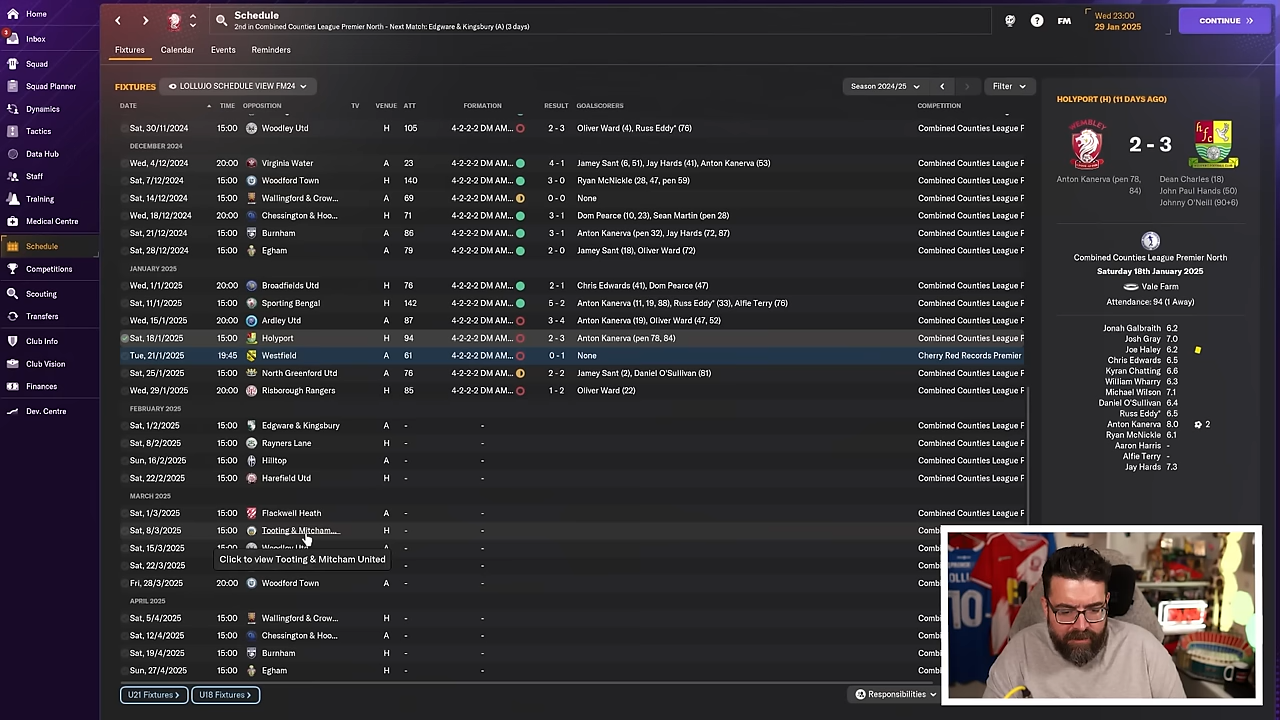 Home
3
Inbox
Squad
Squad Planner
Dynamics
Tactics
Data Hub
Staff
Training
Medical Centre
Schedule
Competitions
Scouting
Transfers
Club Info
Club Vision
Finances
Dev. Centre
Schedule
2nd in Combined Counties League Premier North - Next Match: Edgware & Kingsbury (A) (3 days)
?
FM
Wed 23:00
29 Jan 2025
CONTINUE
Fixtures Calendar Events Reminders
FIXTURES LOLLUJO SCHEDULE VIEW FM24 Season 2024/25 Filter
DATE TIME OPPOSITION TV VENUE ATT FORMATION RESULT GOALSCORERS COMPETITION
Sat, 30/11/2024 15:00 Woodley Utd H 105 4-2-2-2 DM AM... 2 - 3 Oliver Ward (4), Russ Eddy* (76) Combined Counties League F
DECEMBER 2024
Wed, 4/12/2024 20:00 Virginia Water A 23 4-2-2-2 DM AM... 4 - 1 Jamey Sant (6, 51), Jay Hards (41), Anton Kanerva (53) Combined Counties League F
Sat, 7/12/2024 15:00 Woodford Town A 140 4-2-2-2 DM AM... 3 - 0 Ryan McNickle (28, 47, pen 59) Combined Counties League F
Sat, 14/12/2024 15:00 Wallingford & Crow... A 69 4-2-2-2 DM AM... 0 - 0 None Combined Counties League F
Wed, 18/12/2024 20:00 Chessington & Hoo... H 71 4-2-2-2 DM AM... 3 - 1 Dom Pearce (10, 23), Sean Martin (pen 28) Combined Counties League F
Sat, 21/12/2024 15:00 Burnham A 86 4-2-2-2 DM AM... 3 - 1 Anton Kanerva (pen 32), Jay Hards (72, 87) Combined Counties League F
Sat, 28/12/2024 15:00 Egham A 79 4-2-2-2 DM AM... 2 - 0 Jamey Sant (18), Oliver Ward (72) Combined Counties League F
JANUARY 2025
Wed, 1/1/2025 20:00 Broadfields Utd H 76 4-2-2-2 DM AM... 2 - 1 Chris Edwards (41), Dom Pearce (47) Combined Counties League F
Sat, 11/1/2025 15:00 Sporting Bengal H 142 4-2-2-2 DM AM... 5 - 2 Anton Kanerva (11, 19, 88), Russ Eddy* (33), Alfie Terry (76) Combined Counties League F
Wed, 15/1/2025 20:00 Ardley Utd A 87 4-2-2-2 DM AM... 3 - 4 Anton Kanerva (19), Oliver Ward (47, 52) Combined Counties League F
Sat, 18/1/2025 15:00 Holyport H 94 4-2-2-2 DM AM... 2 - 3 Anton Kanerva (pen 78, 84) Combined Counties League F
Tue, 21/1/2025 19:45 Westfield A 61 4-2-2-2 DM AM... 0 - 1 None Cherry Red Records Premier
Sat, 25/1/2025 15:00 North Greenford Utd A 76 4-2-2-2 DM AM... 2 - 2 Jamey Sant (2), Daniel O'Sullivan (81) Combined Counties League F
Wed, 29/1/2025 20:00 Risborough Rangers H 85 4-2-2-2 DM AM... 1 - 2 Oliver Ward (22) Combined Counties League F
FEBRUARY 2025
Sat, 1/2/2025 15:00 Edgware & Kingsbury A - - Combined Counties League F
Sat, 8/2/2025 15:00 Rayners Lane H - - Combined Counties League F
Sun, 16/2/2025 15:00 Hilltop A - - Combined Counties League F
Sat, 22/2/2025 15:00 Harefield Utd H - - Combined Counties League F
MARCH 2025
Sat, 1/3/2025 15:00 Flackwell Heath A - - Combined Counties League F
Sat, 8/3/2025 15:00 Tooting & Mitcham... H - - Combined Counties League F
Sat, 15/3/2025 15:00 Woodley Utd A - - Comb
Sat, 22/3/2025 - - Comb
Click to view Tooting & Mitcham United
Fri, 28/3/2025 20:00 Woodford Town A - - Comb
APRIL 2025
Sat, 5/4/2025 15:00 Wallingford & Crow... H - - Comb
Sat, 12/4/2025 15:00 Chessington & Hoo... A - - Comb
Sat, 19/4/2025 15:00 Burnham H - - Comb
Sun, 27/4/2025 15:00 Egham A - - Comb
U21 Fixtures > U18 Fixtures > Responsibilities
HOLYPORT (H) (11 DAYS AGO)
WEMBLEY
hfc
2 - 3
Anton Kanerva (pen 78, 84)
Dean Charles (18)
John Paul Hands (50)
Johnny O'Neill (90+6)
Combined Counties League Premier North
Saturday 18th January 2025
Vale Farm
Attendance: 94 (1 Away)
Jonah Galbraith 6.2
Josh Gray 7.0
Joe Haley 6.2
Chris Edwards 6.5
Kyran Chatting 6.6
William Wharry 6.3
Michael Wilson 7.1
Daniel O'Sullivan 6.4
Russ Eddy* 6.5
Anton Kanerva 8.0 2
Ryan McNickle 6.1
Aaron Harris -
Alfie Terry -
Jay Hards 7.3
OLLI
10